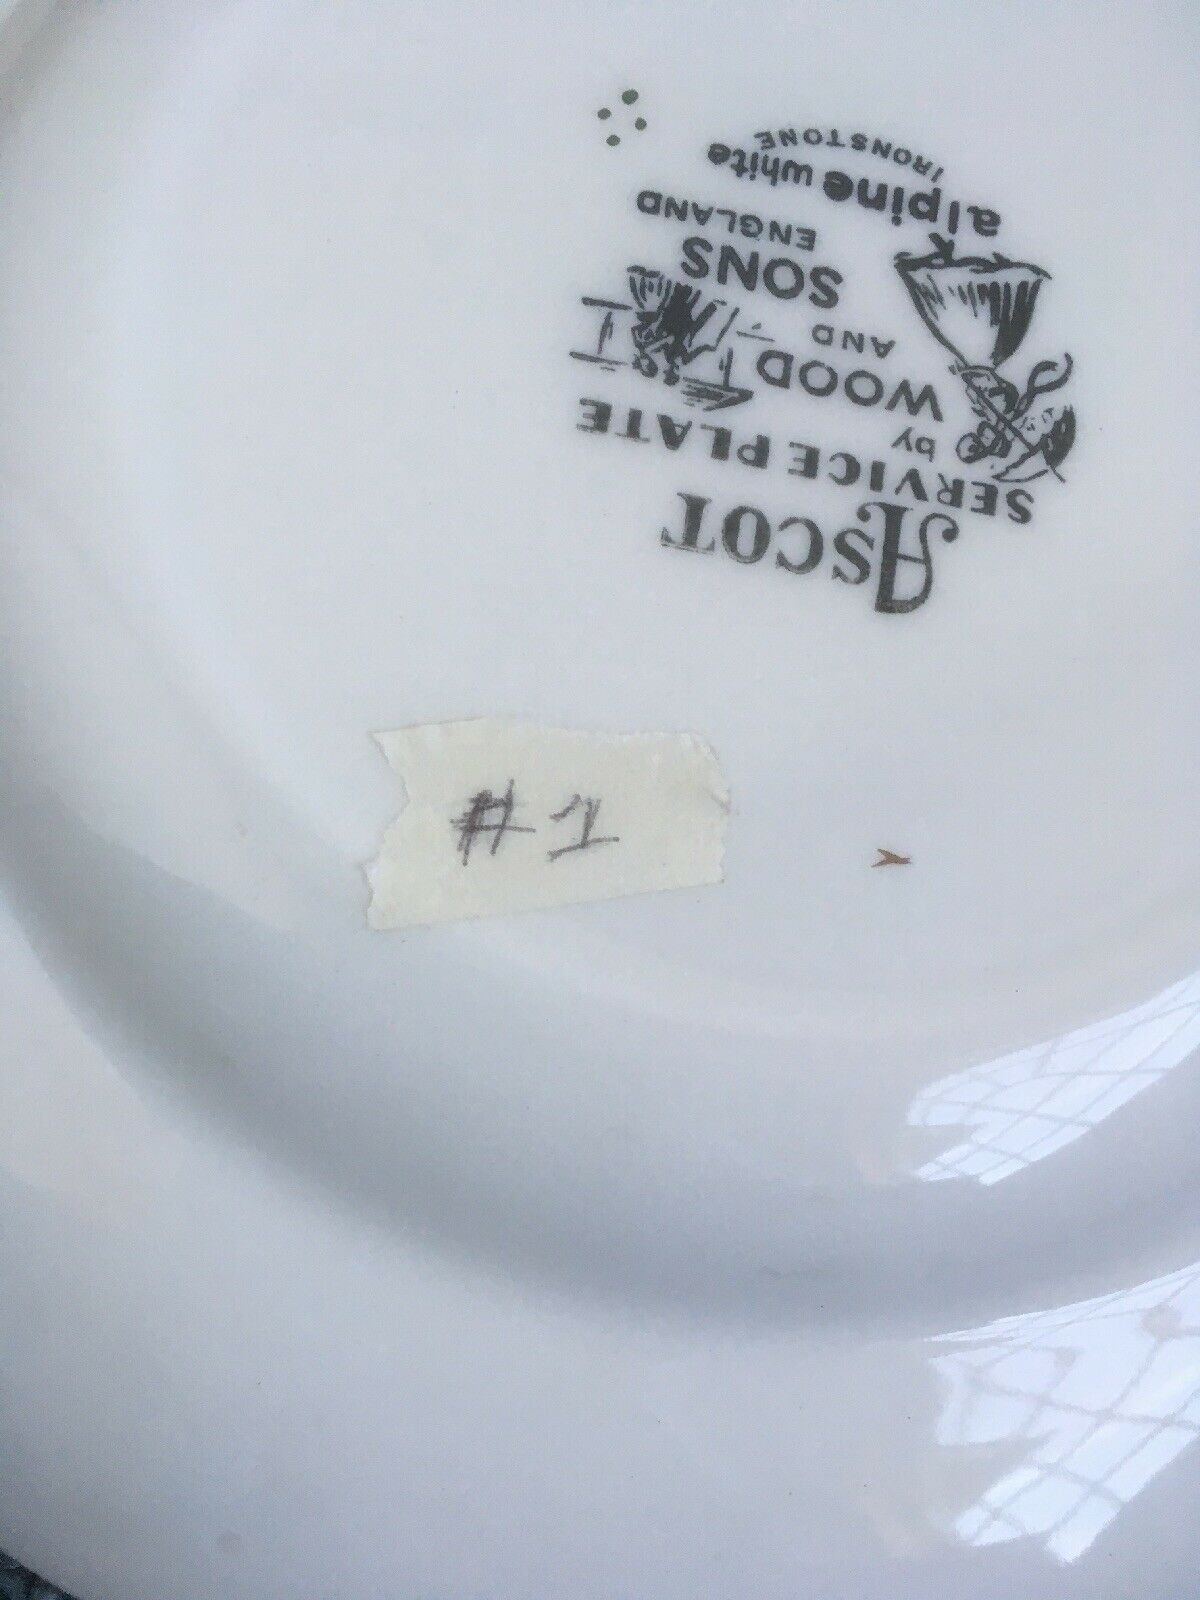 ASCOT
SERVICE PLATE
by
WOOD
AND
SONS
ENGLAND
alpine white
IRONSTONE
#1